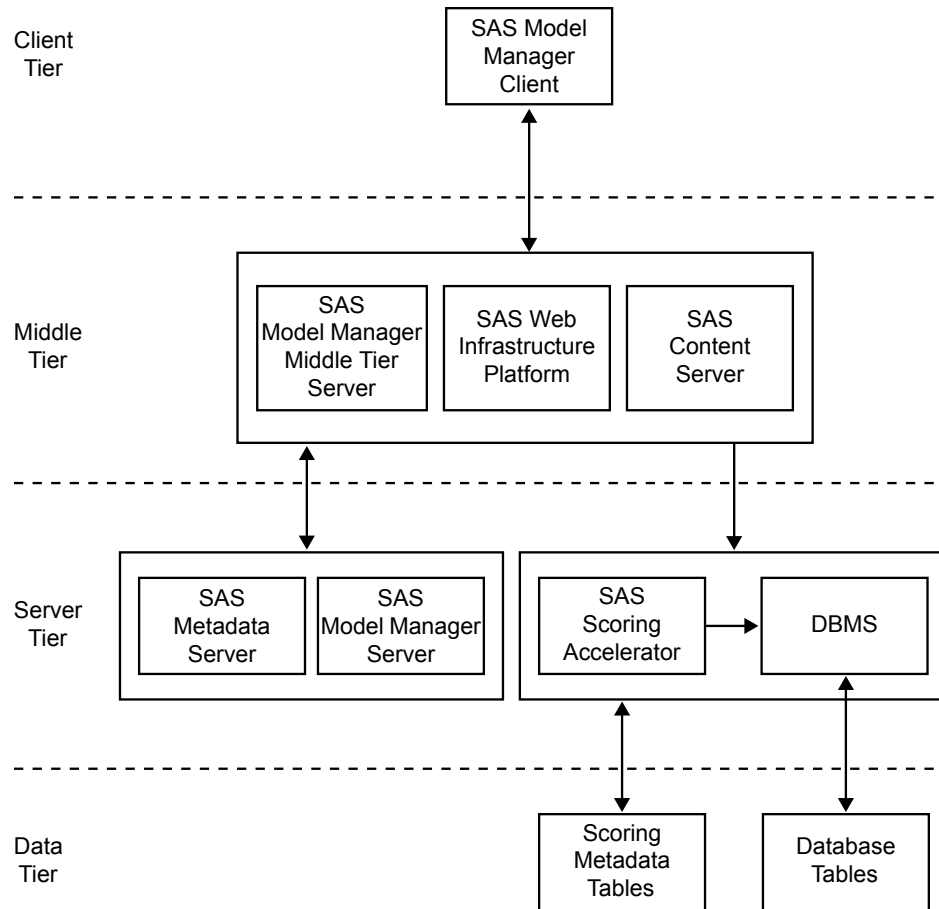 Client
Tier
SAS Model
Manager
Client
Middle
Tier
SAS
Model Manager
Middle Tier
Server
SAS Web
Infrastructure
Platform
SAS
Content
Server
Server
Tier
SAS
Metadata
Server
SAS
Model Manager
Server
SAS
Scoring
Accelerator
DBMS
Data
Tier
Scoring
Metadata
Tables
Database
Tables